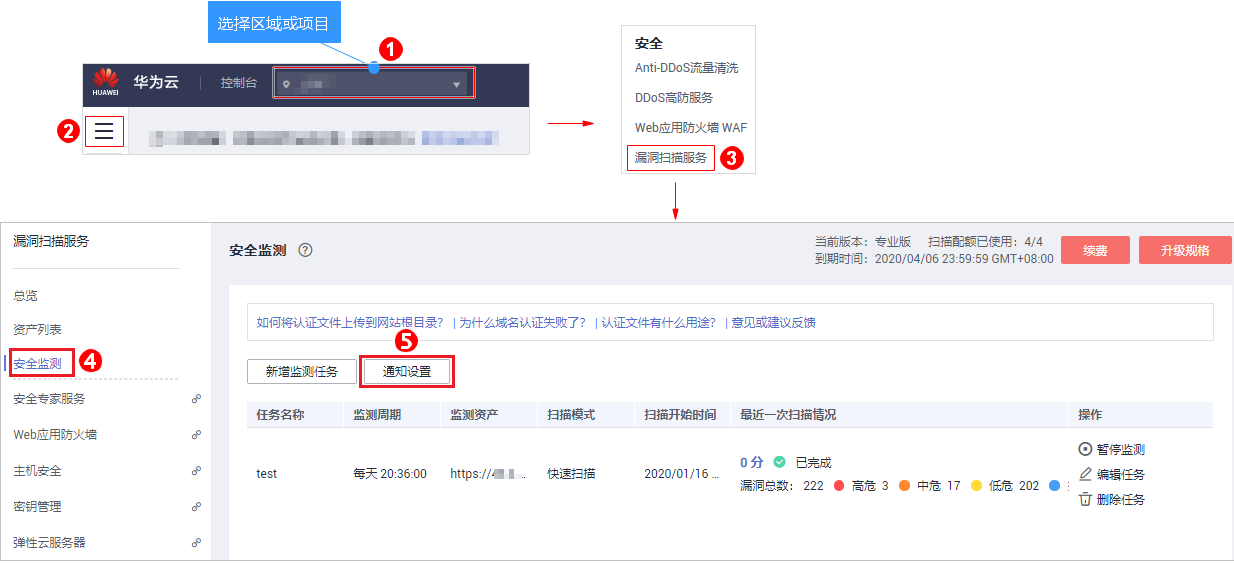 选择区域或项目
1
HUAWEI 华为云 控制台
2
安全
Anti-DDoS流量清洗
DDoS高防服务
Web应用防火墙 WAF
漏洞扫描服务 3
漏洞扫描服务
总览
资产列表
安全监测 4
安全专家服务
Web应用防火墙
主机安全
密钥管理
弹性云服务器
安全监测 ?
当前版本：专业版 扫描配额已使用：4/4
到期时间：2020/04/06 23:59:59 GMT+08:00
续费 升级规格
如何将认证文件上传到网站根目录？ | 为什么域名认证失败了？ | 认证文件有什么用途？ | 意见或建议反馈
5
新增监测任务 通知设置
任务名称 监测周期 监测资产 扫描模式 扫描开始时间 最近一次扫描情况 操作
test 每天 20:36:00 https://4 ... 快速扫描 2020/01/16 ...
0 分 已完成
漏洞总数： 222 高危 3 中危 17 低危 202
暂停监测
编辑任务
删除任务